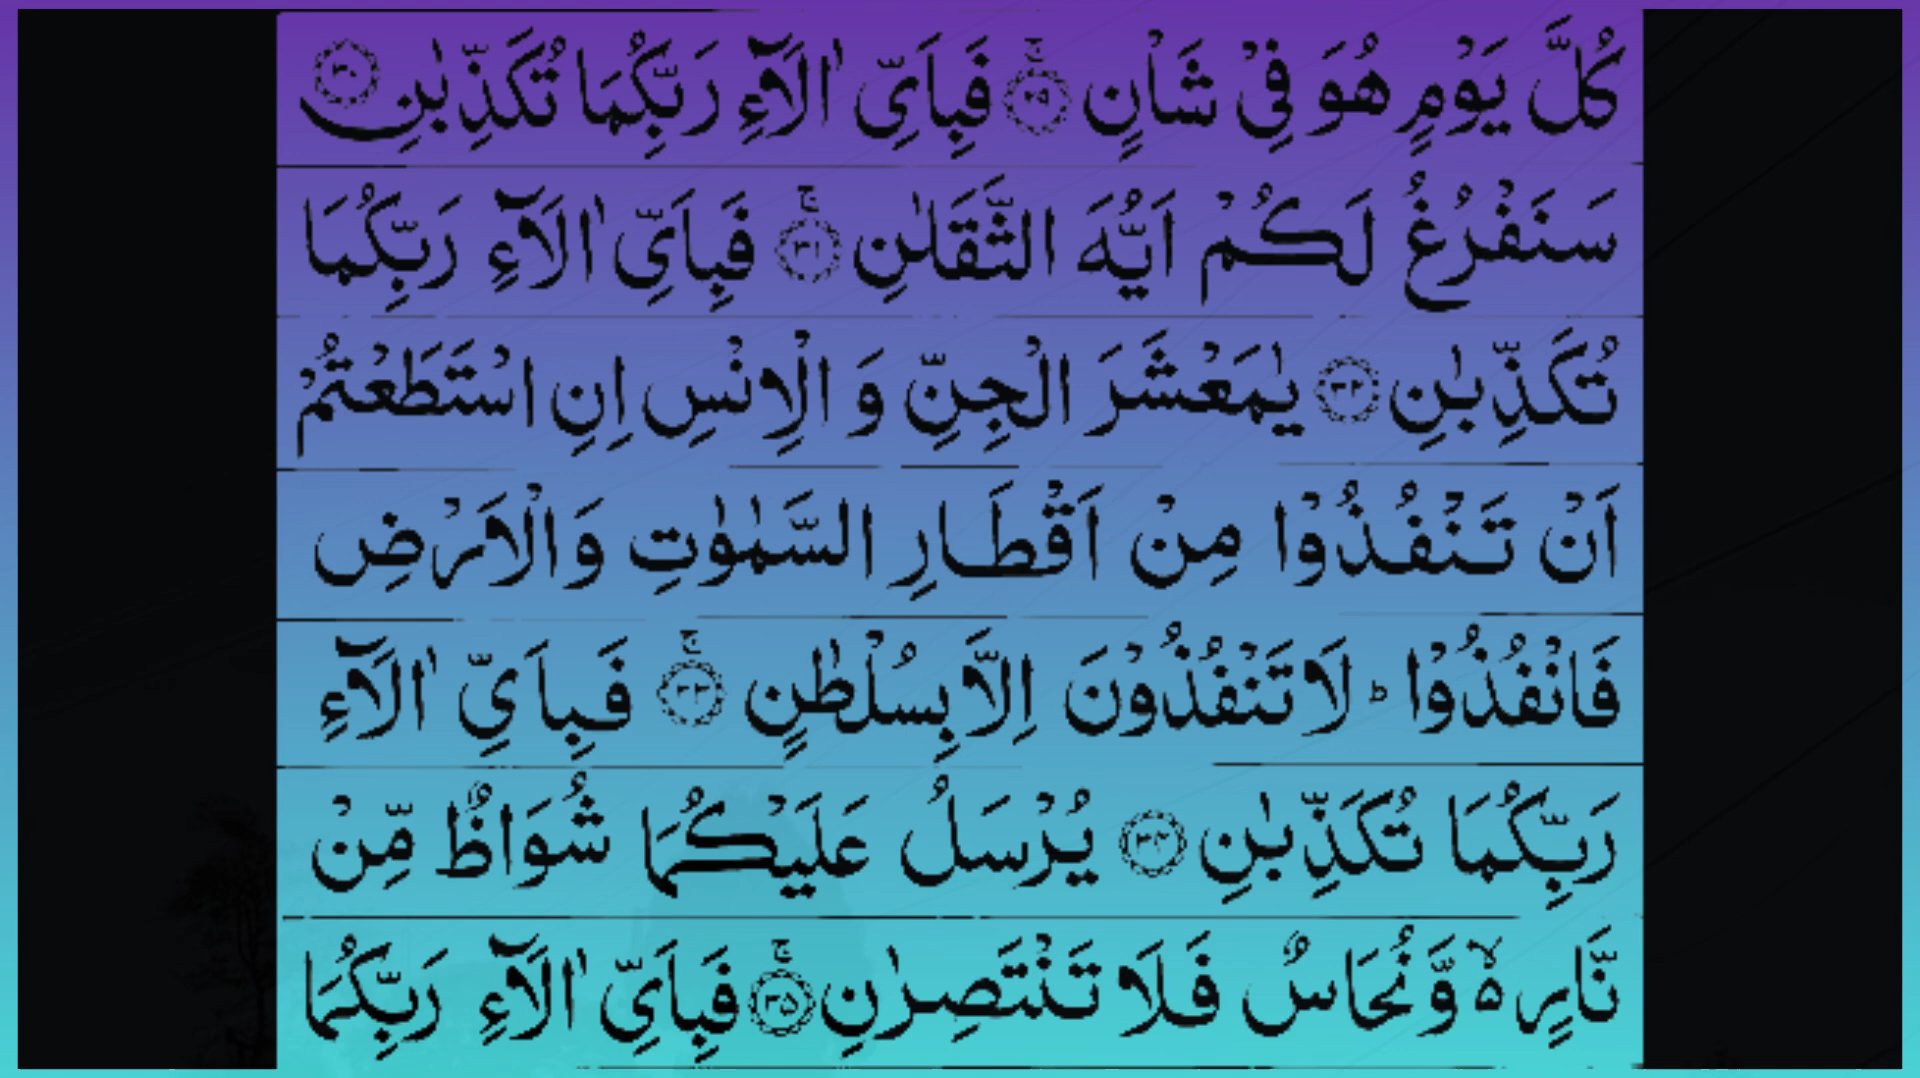 كُلَّ يَوْمٍ هُوَ فِيْ شَاْنٍ ۚ ﴿۲۹﴾ فَبِاَيِّ اٰلَآءِ رَبِّكُمَا تُكَذِّبٰنِ ﴿۳۰﴾
سَنَفْرُغُ لَكُمْ اَيُّهَ الثَّقَلٰنِ ۚ ﴿۳۱﴾ فَبِاَيِّ اٰلَآءِ رَبِّكُمَا
تُكَذِّبٰنِ ﴿۳۲﴾ يٰمَعْشَرَ الْجِنِّ وَ الْاِنْسِ اِنِ اسْتَطَعْتُمْ
اَنْ تَنْفُذُوْا مِنْ اَقْطَارِ السَّمٰوٰتِ وَالْاَرْضِ
فَانْفُذُوْا ؕ لَا تَنْفُذُوْنَ اِلَّا بِسُلْطٰنٍ ۚ ﴿۳۳﴾ فَبِاَيِّ اٰلَآءِ
رَبِّكُمَا تُكَذِّبٰنِ ﴿۳۴﴾ يُرْسَلُ عَلَيْكُمَا شُوَاظٌ مِّنْ
نَّارٍ ۵ۙ وَّنُحَاسٌ فَلَا تَنْتَصِرٰنِ ۚ ﴿۳۵﴾ فَبِاَيِّ اٰلَآءِ رَبِّكُمَا